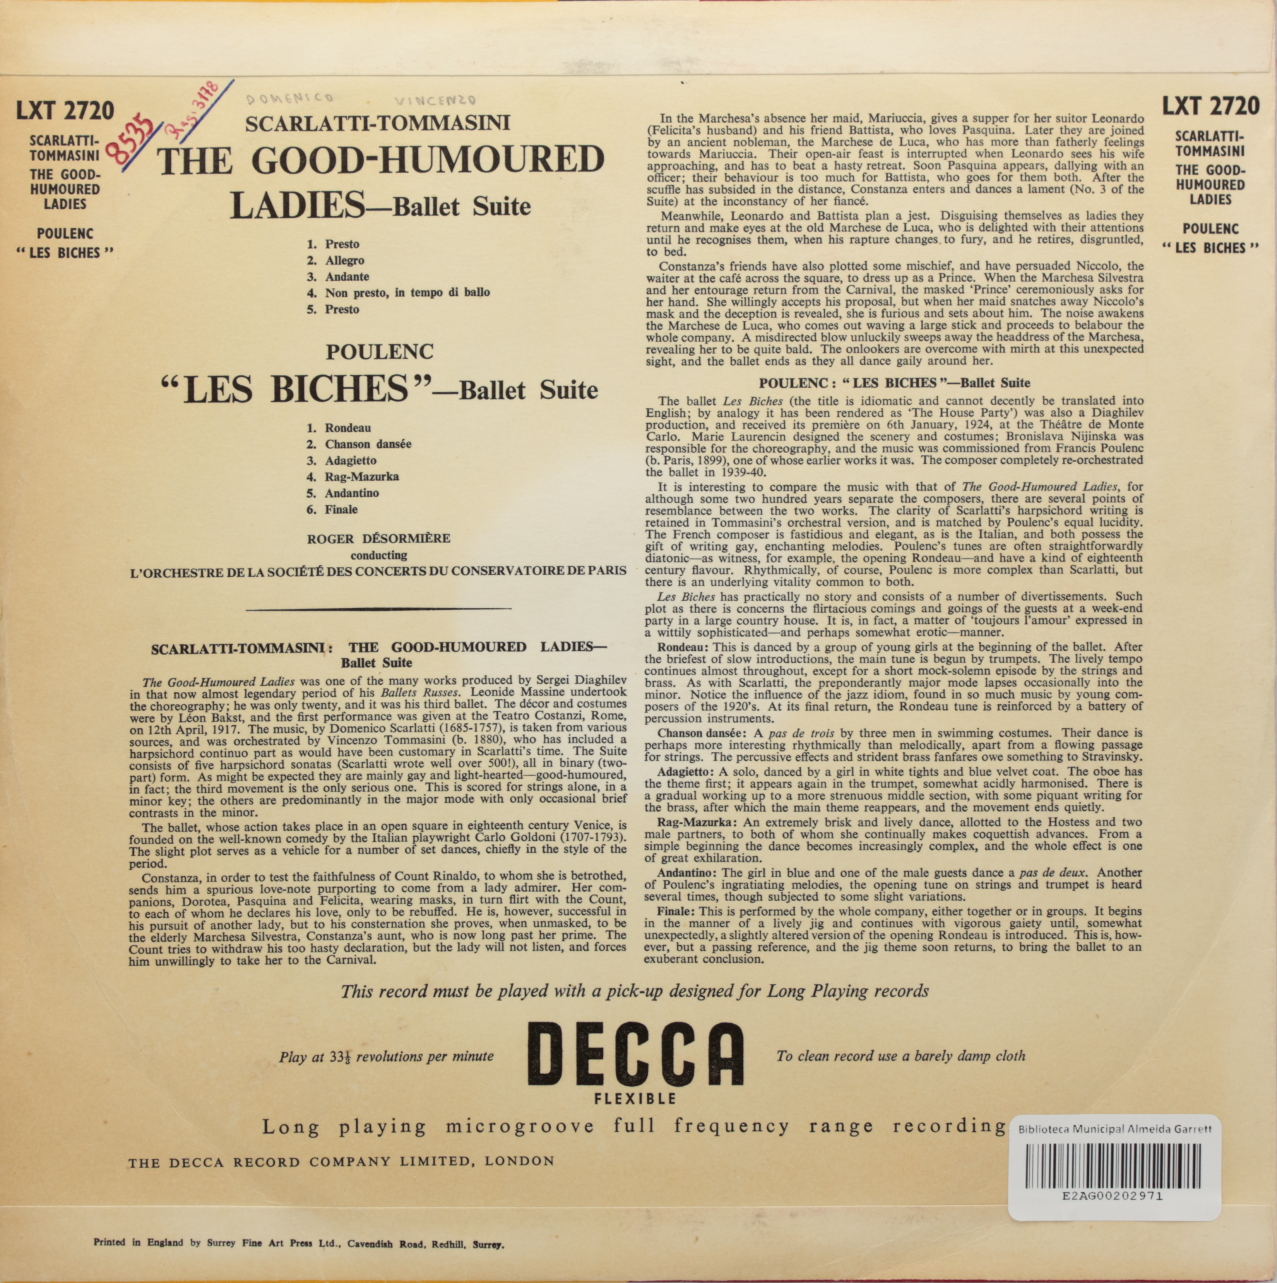 LXT 2720
SCARLATTI-
TOMMASINI
THE GOOD-
HUMOURED
LADIES
POULENC
“ LES BICHES ”
8535
Reg. 3178
DOMENICO VINCENZO
SCARLATTI-TOMMASINI
THE GOOD-HUMOURED
LADIES—Ballet Suite
1. Presto
2. Allegro
3. Andante
4. Non presto, in tempo di ballo
5. Presto
POULENC
“LES BICHES”—Ballet Suite
1. Rondeau
2. Chanson dansée
3. Adagietto
4. Rag-Mazurka
5. Andantino
6. Finale
ROGER DÉSORMIÈRE
conducting
L'ORCHESTRE DE LA SOCIÉTÉ DES CONCERTS DU CONSERVATOIRE DE PARIS
SCARLATTI-TOMMASINI: THE GOOD-HUMOURED LADIES—
Ballet Suite
The Good-Humoured Ladies was one of the many works produced by Sergei Diaghilev
in that now almost legendary period of his Ballets Russes. Leonide Massine undertook
the choreography; he was only twenty, and it was his third ballet. The décor and costumes
were by Léon Bakst, and the first performance was given at the Teatro Costanzi, Rome,
on 12th April, 1917. The music, by Domenico Scarlatti (1685-1757), is taken from various
sources, and was orchestrated by Vincenzo Tommasini (b. 1880), who has included a
harpsichord continuo part as would have been customary in Scarlatti's time. The Suite
consists of five harpsichord sonatas (Scarlatti wrote well over 500!), all in binary (two-
part) form. As might be expected they are mainly gay and light-hearted—good-humoured,
in fact; the third movement is the only serious one. This is scored for strings alone, in a
minor key; the others are predominantly in the major mode with only occasional brief
contrasts in the minor.
The ballet, whose action takes place in an open square in eighteenth century Venice, is
founded on the well-known comedy by the Italian playwright Carlo Goldoni (1707-1793).
The slight plot serves as a vehicle for a number of set dances, chiefly in the style of the
period.
Constanza, in order to test the faithfulness of Count Rinaldo, to whom she is betrothed,
sends him a spurious love-note purporting to come from a lady admirer. Her com-
panions, Dorotea, Pasquina and Felicita, wearing masks, in turn flirt with the Count,
to each of whom he declares his love, only to be rebuffed. He is, however, successful in
his pursuit of another lady, but to his consternation she proves, when unmasked, to be
the elderly Marchesa Silvestra, Constanza's aunt, who is now long past her prime. The
Count tries to withdraw his too hasty declaration, but the lady will not listen, and forces
him unwillingly to take her to the Carnival.
In the Marchesa's absence her maid, Mariuccia, gives a supper for her suitor Leonardo
(Felicita's husband) and his friend Battista, who loves Pasquina. Later they are joined
by an ancient nobleman, the Marchese de Luca, who has more than fatherly feelings
towards Mariuccia. Their open-air feast is interrupted when Leonardo sees his wife
approaching, and has to beat a hasty retreat. Soon Pasquina appears, dallying with an
officer; their behaviour is too much for Battista, who goes for them both. After the
scuffle has subsided in the distance, Constanza enters and dances a lament (No. 3 of the
Suite) at the inconstancy of her fiancé.
Meanwhile, Leonardo and Battista plan a jest. Disguising themselves as ladies they
return and make eyes at the old Marchese de Luca, who is delighted with their attentions
until he recognises them, when his rapture changes to fury, and he retires, disgruntled,
to bed.
Constanza's friends have also plotted some mischief, and have persuaded Niccolo, the
waiter at the café across the square, to dress up as a Prince. When the Marchesa Silvestra
and her entourage return from the Carnival, the masked ‘Prince’ ceremoniously asks for
her hand. She willingly accepts his proposal, but when her maid snatches away Niccolo's
mask and the deception is revealed, she is furious and sets about him. The noise awakens
the Marchese de Luca, who comes out waving a large stick and proceeds to belabour the
whole company. A misdirected blow unluckily sweeps away the headdress of the Marchesa,
revealing her to be quite bald. The onlookers are overcome with mirth at this unexpected
sight, and the ballet ends as they all dance gaily around her.
POULENC : “ LES BICHES ”—Ballet Suite
The ballet Les Biches (the title is idiomatic and cannot decently be translated into
English; by analogy it has been rendered as ‘The House Party’) was also a Diaghilev
production, and received its première on 6th January, 1924, at the Théâtre de Monte
Carlo. Marie Laurencin designed the scenery and costumes; Bronislava Nijinska was
responsible for the choreography, and the music was commissioned from Francis Poulenc
(b. Paris, 1899), one of whose earlier works it was. The composer completely re-orchestrated
the ballet in 1939-40.
It is interesting to compare the music with that of The Good-Humoured Ladies, for
although some two hundred years separate the composers, there are several points of
resemblance between the two works. The clarity of Scarlatti's harpsichord writing is
retained in Tommasini's orchestral version, and is matched by Poulenc's equal lucidity.
The French composer is fastidious and elegant, as is the Italian, and both possess the
gift of writing gay, enchanting melodies. Poulenc's tunes are often straightforwardly
diatonic—as witness, for example, the opening Rondeau—and have a kind of eighteenth
century flavour. Rhythmically, of course, Poulenc is more complex than Scarlatti, but
there is an underlying vitality common to both.
Les Biches has practically no story and consists of a number of divertissements. Such
plot as there is concerns the flirtacious comings and goings of the guests at a week-end
party in a large country house. It is, in fact, a matter of ‘toujours l'amour’ expressed in
a wittily sophisticated—and perhaps somewhat erotic—manner.
Rondeau: This is danced by a group of young girls at the beginning of the ballet. After
the briefest of slow introductions, the main tune is begun by trumpets. The lively tempo
continues almost throughout, except for a short mock-solemn episode by the strings and
brass. As with Scarlatti, the preponderantly major mode lapses occasionally into the
minor. Notice the influence of the jazz idiom, found in so much music by young com-
posers of the 1920's. At its final return, the Rondeau tune is reinforced by a battery of
percussion instruments.
Chanson dansée: A pas de trois by three men in swimming costumes. Their dance is
perhaps more interesting rhythmically than melodically, apart from a flowing passage
for strings. The percussive effects and strident brass fanfares owe something to Stravinsky.
Adagietto: A solo, danced by a girl in white tights and blue velvet coat. The oboe has
the theme first; it appears again in the trumpet, somewhat acidly harmonised. There is
a gradual working up to a more strenuous middle section, with some piquant writing for
the brass, after which the main theme reappears, and the movement ends quietly.
Rag-Mazurka: An extremely brisk and lively dance, allotted to the Hostess and two
male partners, to both of whom she continually makes coquettish advances. From a
simple beginning the dance becomes increasingly complex, and the whole effect is one
of great exhilaration.
Andantino: The girl in blue and one of the male guests dance a pas de deux. Another
of Poulenc's ingratiating melodies, the opening tune on strings and trumpet is heard
several times, though subjected to some slight variations.
Finale: This is performed by the whole company, either together or in groups. It begins
in the manner of a lively jig and continues with vigorous gaiety until, somewhat
unexpectedly, a slightly altered version of the opening Rondeau is introduced. This is, how-
ever, but a passing reference, and the jig theme soon returns, to bring the ballet to an
exuberant conclusion.
LXT 2720
SCARLATTI-
TOMMASINI
THE GOOD-
HUMOURED
LADIES
POULENC
“ LES BICHES ”
This record must be played with a pick-up designed for Long Playing records
Play at 33⅓ revolutions per minute
DECCA
FLEXIBLE
To clean record use a barely damp cloth
Long playing microgroove full frequency range recording
THE DECCA RECORD COMPANY LIMITED, LONDON
Biblioteca Municipal Almeida Garrett
E2AG00202971
Printed in England by Surrey Fine Art Press Ltd., Cavendish Road, Redhill, Surrey.